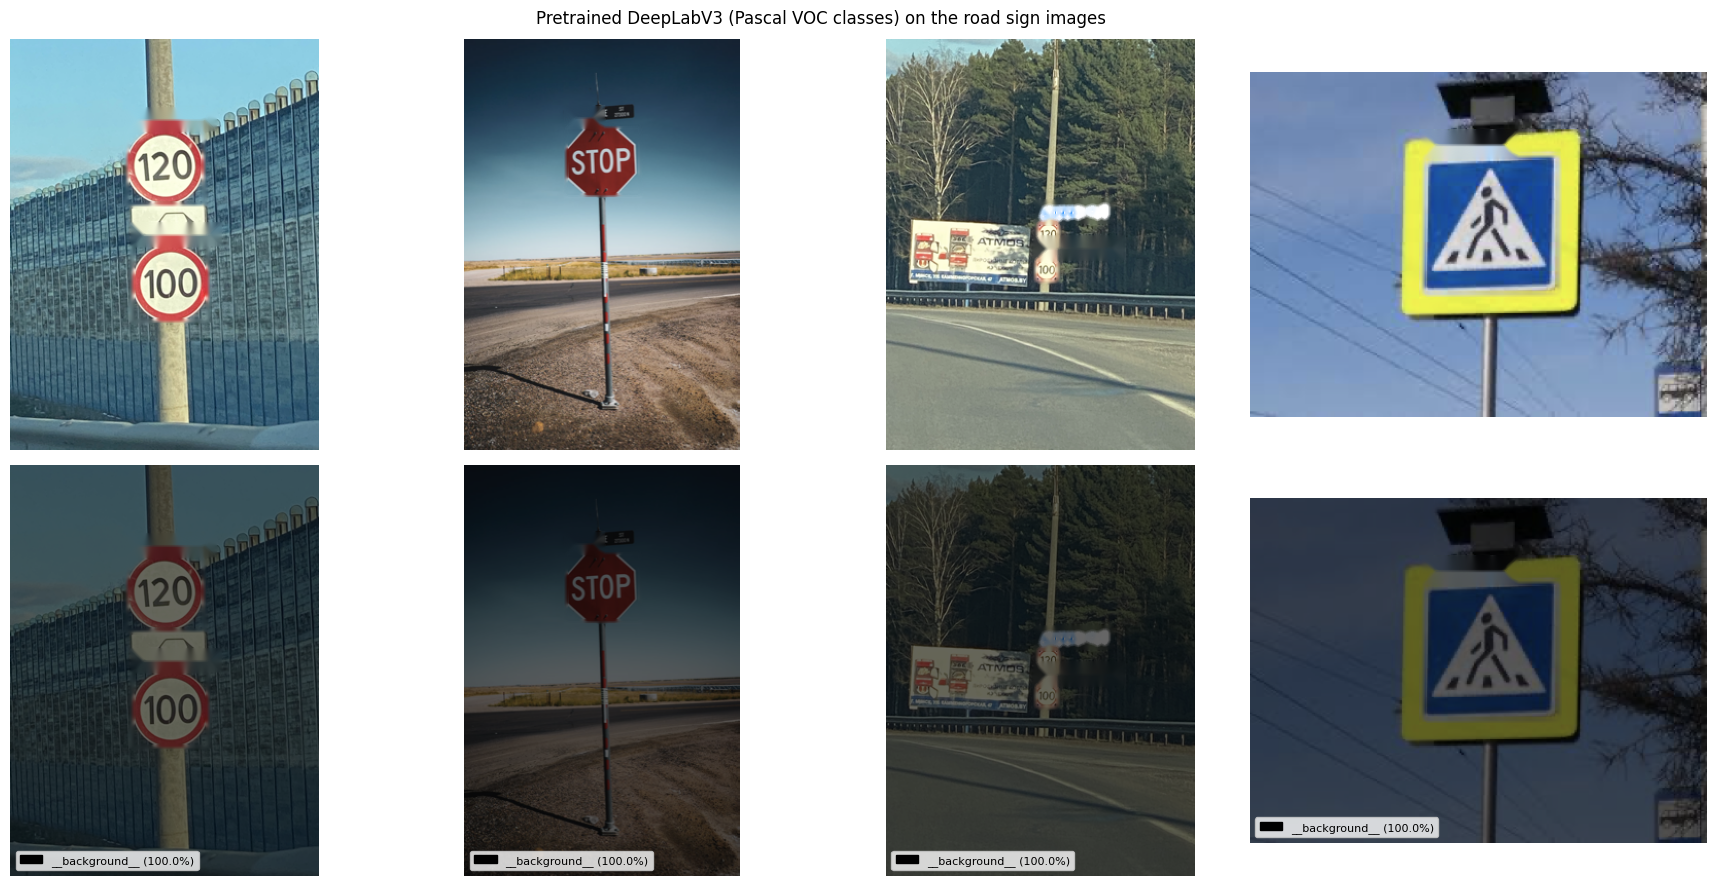 Pretrained DeepLabV3 (Pascal VOC classes) on the road sign images
120
100
STOP
120
100
ATMOS
120
100
STOP
120
100
ATMOS
__background__ (100.0%)
__background__ (100.0%)
__background__ (100.0%)
__background__ (100.0%)